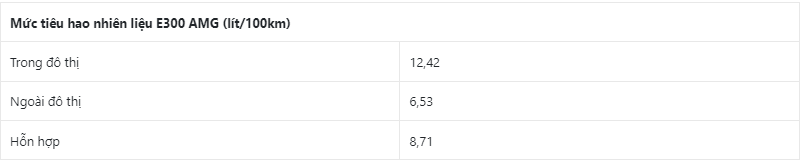 Mức tiêu hao nhiên liệu E300 AMG (lít/100km)
Trong đô thị 12,42
Ngoài đô thị 6,53
Hỗn hợp 8,71